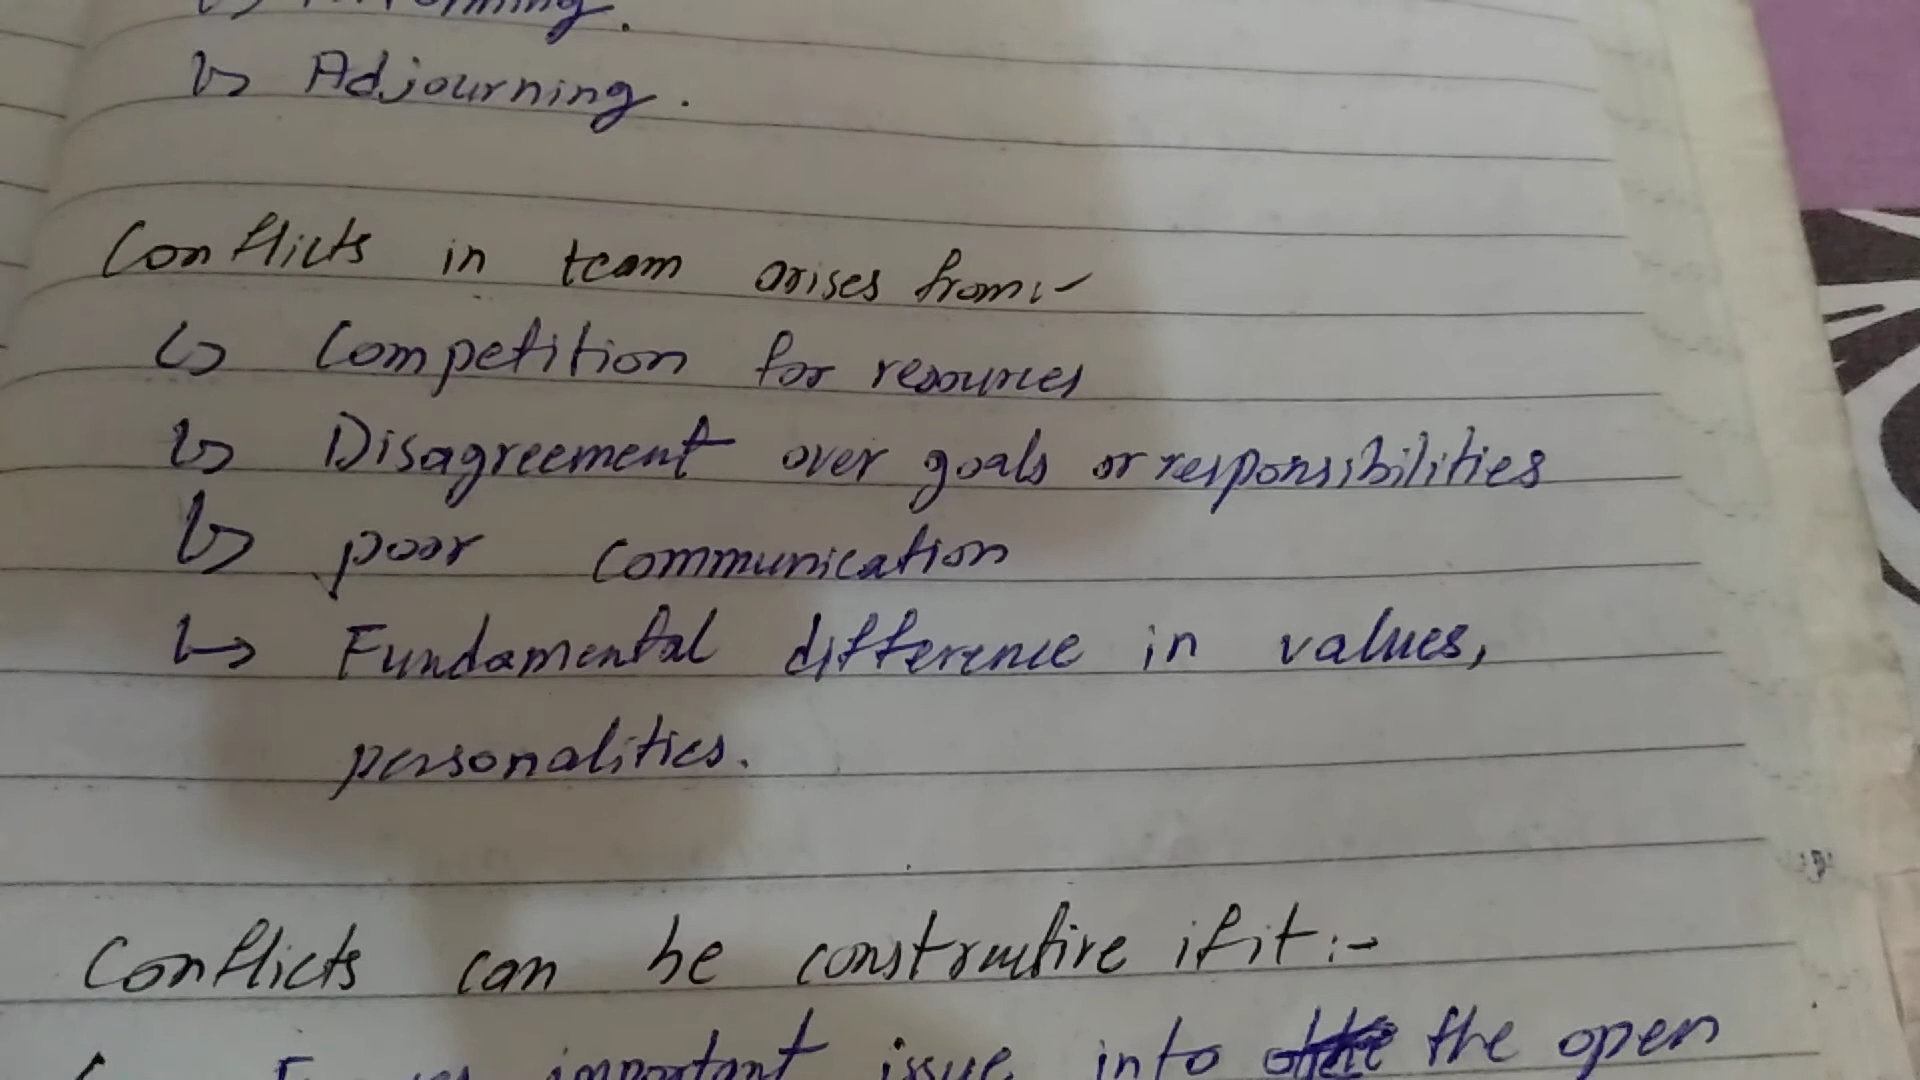 ↳ Adjourning.
Conflicts in team arises from:-
↳ Competition for resources
↳ Disagreement over goals or responsibilities
↳ poor communication
↳ Fundamental difference in values,
personalities.
Conflicts can be constructive if it:-
important issue into the open